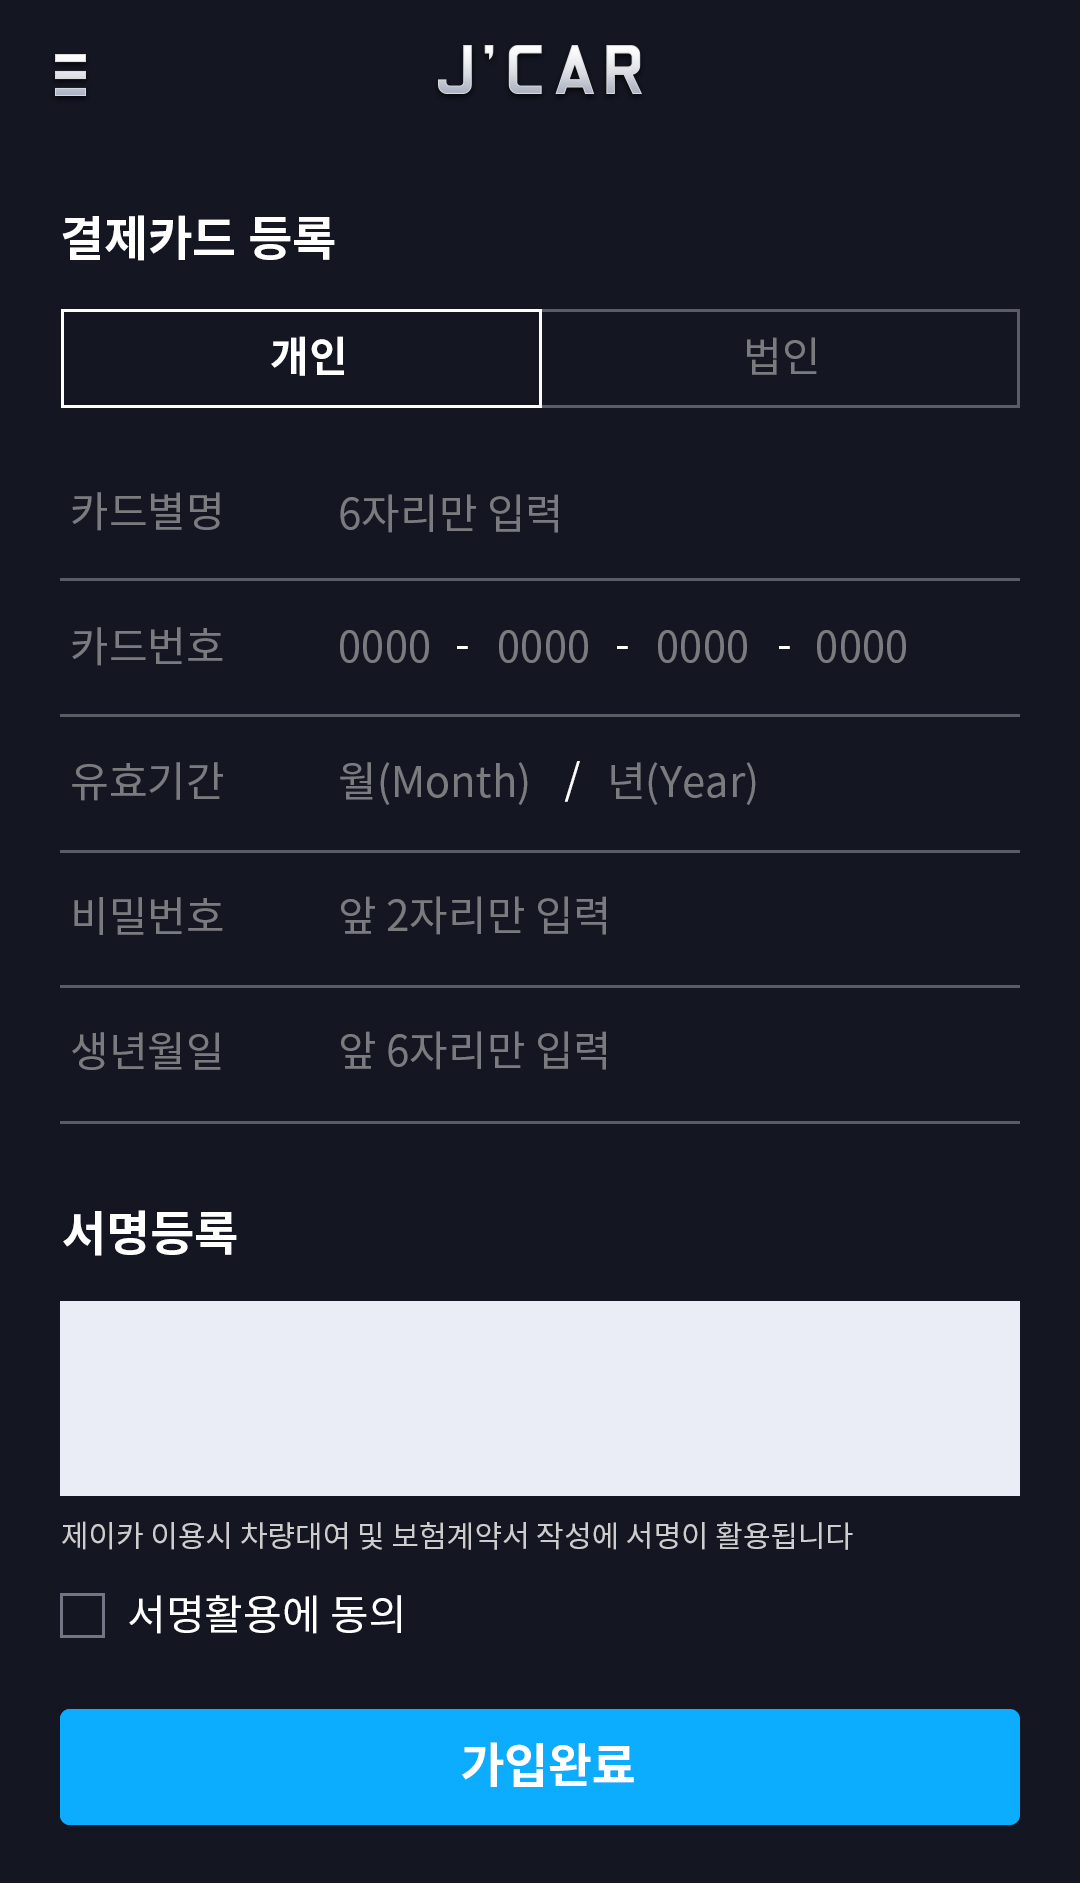 J'CAR
결제카드 등록
개인 법인
카드별명 6자리만 입력
카드번호 0000 - 0000 - 0000 - 0000
유효기간 월(Month) / 년(Year)
비밀번호 앞 2자리만 입력
생년월일 앞 6자리만 입력
서명등록
제이카 이용시 차량대여 및 보험계약서 작성에 서명이 활용됩니다
서명활용에 동의
가입완료